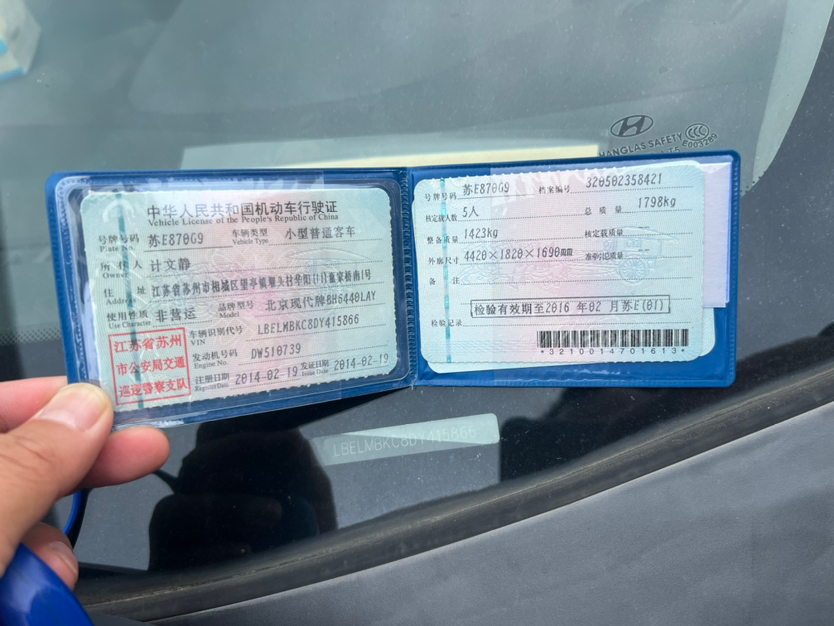 中华人民共和国机动车行驶证
Vehicle License of the People's Republic of China
号牌号码 苏E870G9 车辆类型 小型普通客车
Plate No. Vehicle Type
所有人 计文静
Owner
住址 江苏省苏州市相城区望亭镇
Address
使用性质 非营运 品牌型号 北京现代牌BH6440LAY
Use Character Model
江苏省苏州
市公安局交通
巡逻警察支队
车辆识别代号 LBELMBKC8DY415866
VIN
发动机号码 DW510739
Engine No.
注册日期 2014-02-19 发证日期 2014-02-19
Register Date Issue Date
号牌号码 苏E870G9 档案编号 320502358421
核定载人数 5人 总质量 1798kg
整备质量 1423kg 核定载质量
外廓尺寸 4420×1820×1690mm 准牵引总质量
备注
检验有效期至2016 年02 月苏E(01)
检验记录
*3210014701613*
HANGLAS SAFETY
E003289
LBELMBKC8DY415866